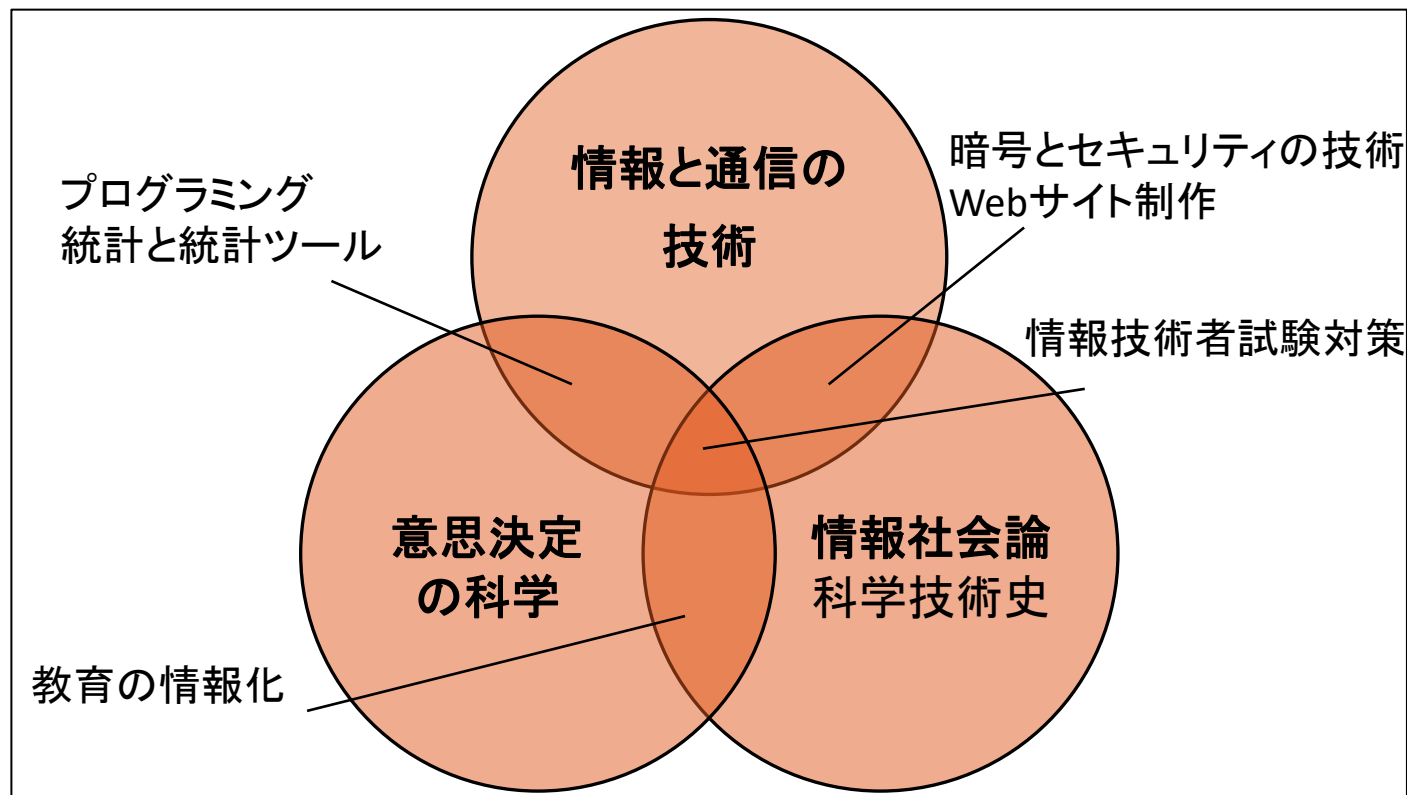 情報と通信の
技術
暗号とセキュリティの技術
Webサイト制作
プログラミング
統計と統計ツール
情報技術者試験対策
意思決定
の科学
情報社会論
科学技術史
教育の情報化